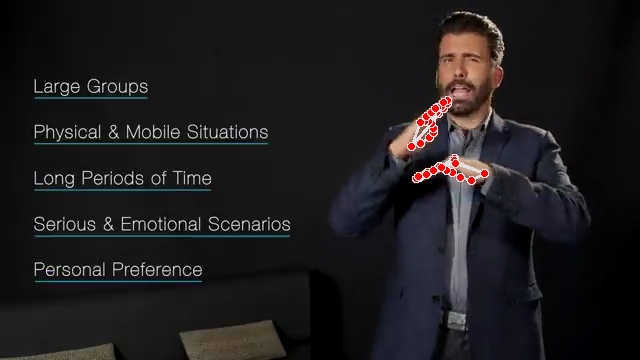 Large Groups
Physical & Mobile Situations
Long Periods of Time
Serious & Emotional Scenarios
Personal Preference